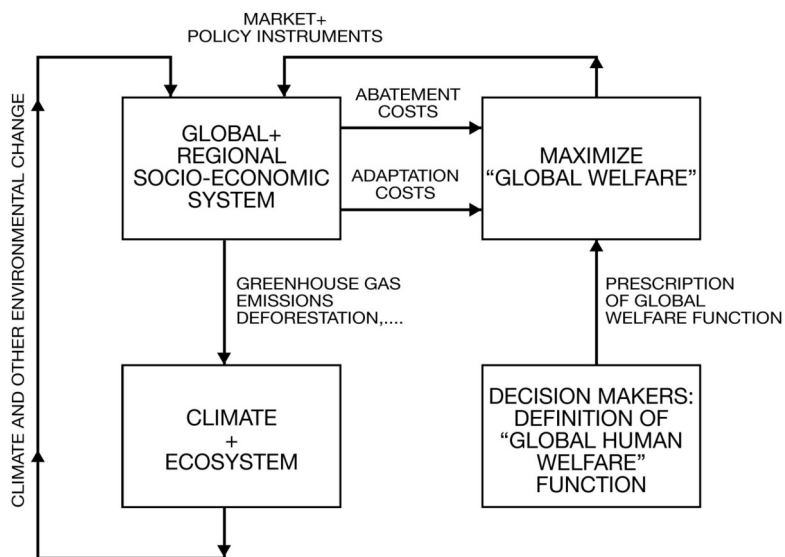 MARKET+
POLICY INSTRUMENTS
CLIMATE AND OTHER ENVIRONMENTAL CHANGE
GLOBAL+
REGIONAL
SOCIO-ECONOMIC
SYSTEM
ABATEMENT
COSTS
ADAPTATION
COSTS
MAXIMIZE
“GLOBAL WELFARE”
GREENHOUSE GAS
EMISSIONS
DEFORESTATION,....
PRESCRIPTION
OF GLOBAL
WELFARE FUNCTION
CLIMATE
+
ECOSYSTEM
DECISION MAKERS:
DEFINITION OF
“GLOBAL HUMAN
WELFARE”
FUNCTION